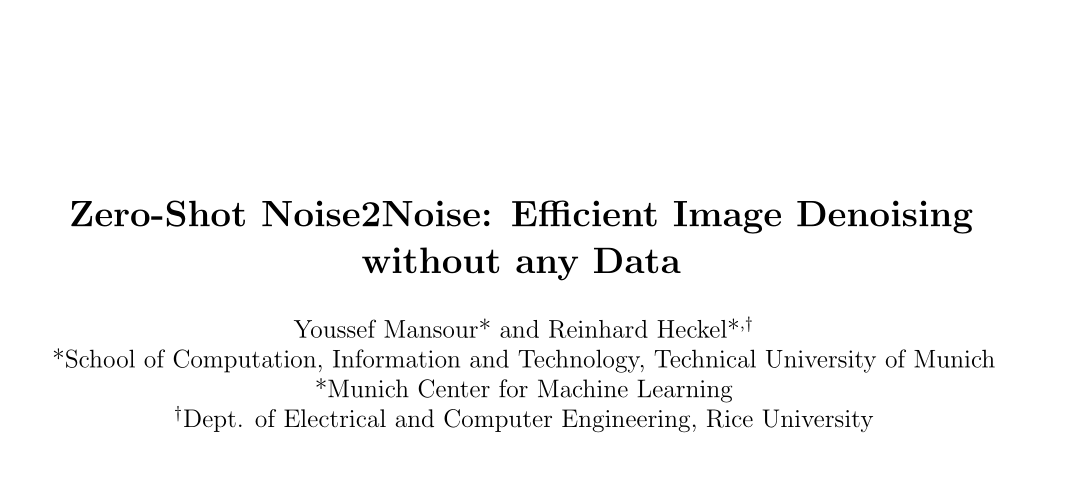 Zero-Shot Noise2Noise: Efficient Image Denoising
without any Data
Youssef Mansour* and Reinhard Heckel*,†
*School of Computation, Information and Technology, Technical University of Munich
*Munich Center for Machine Learning
†Dept. of Electrical and Computer Engineering, Rice University